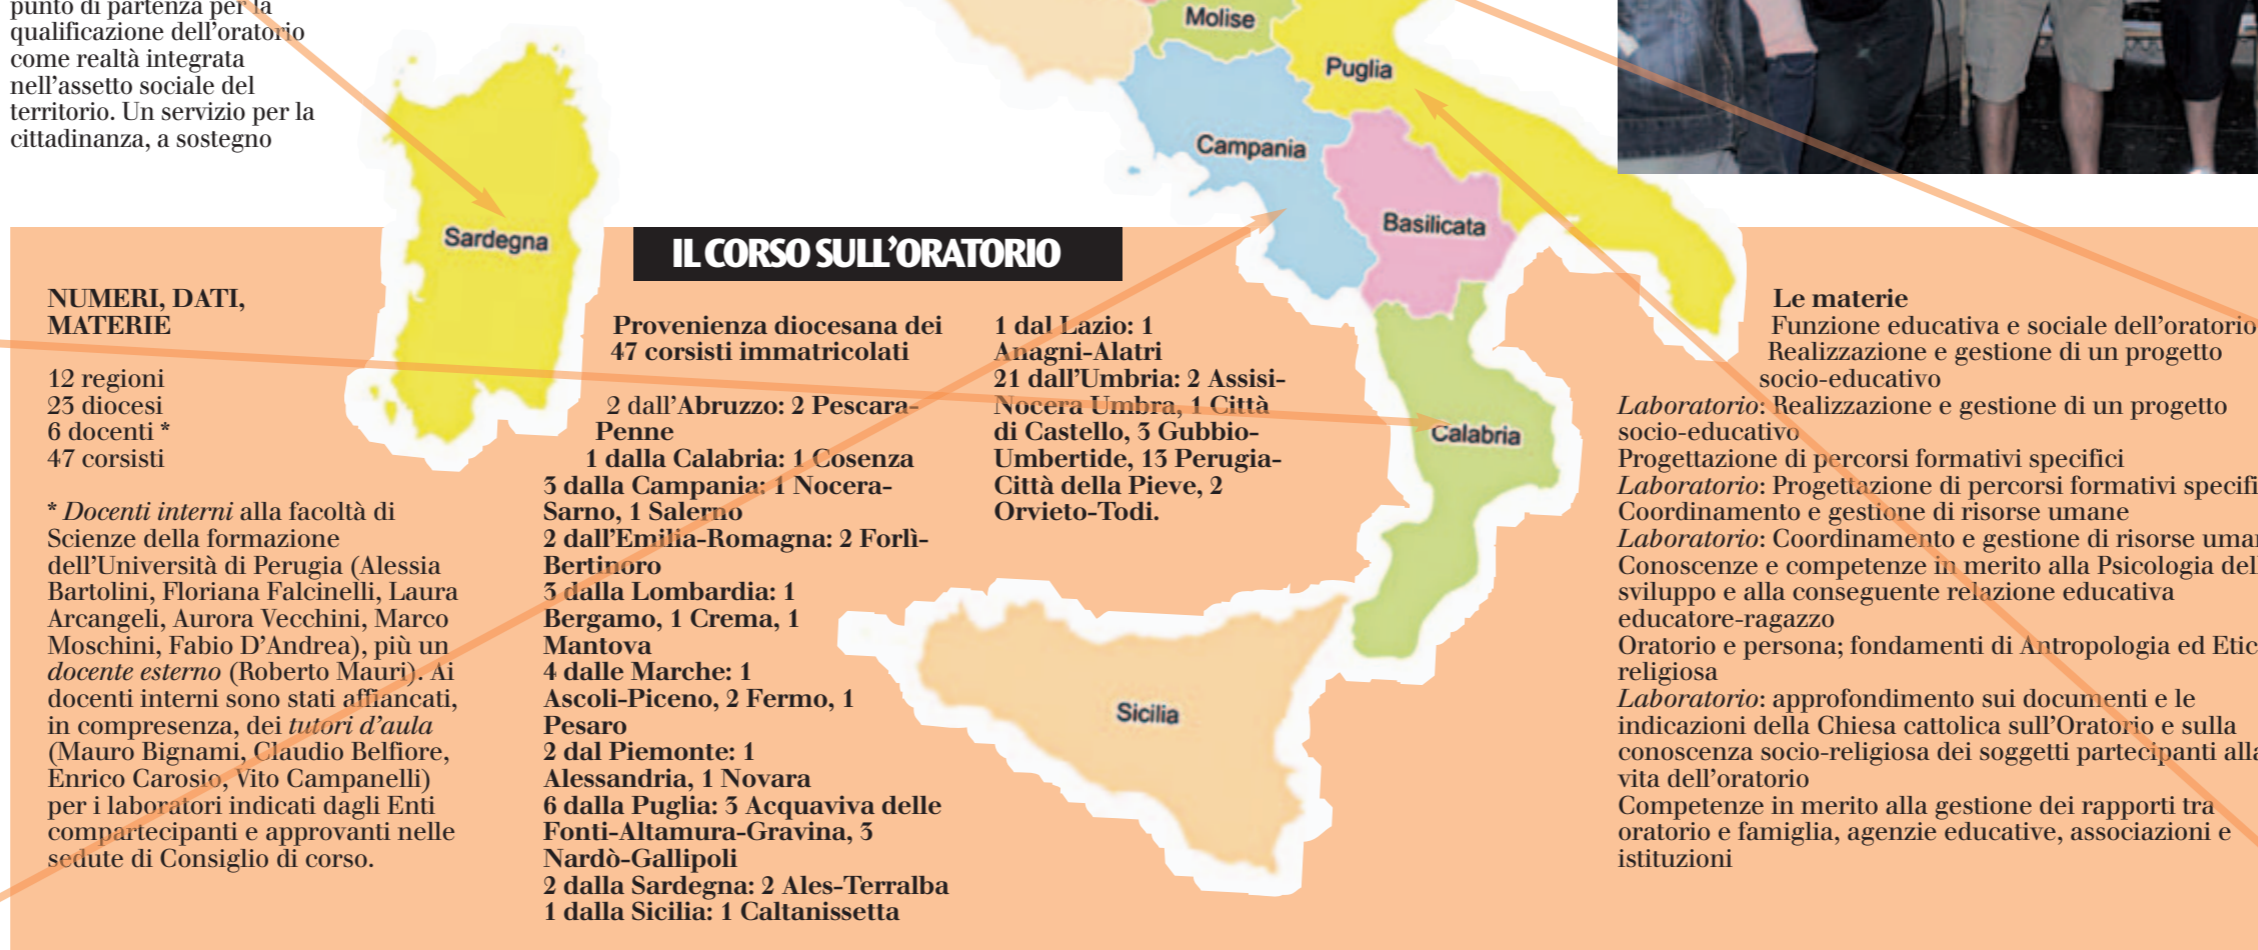 punto di partenza per la
qualificazione dell'oratorio
come realtà integrata
nell'assetto sociale del
territorio. Un servizio per la
cittadinanza, a sostegno
Molise
Puglia
Campania
Basilicata
Sardegna
Calabria
Sicilia
IL CORSO SULL'ORATORIO
NUMERI, DATI,
MATERIE
12 regioni
23 diocesi
6 docenti *
47 corsisti
* Docenti interni alla facoltà di
Scienze della formazione
dell'Università di Perugia (Alessia
Bartolini, Floriana Falcinelli, Laura
Arcangeli, Aurora Vecchini, Marco
Moschini, Fabio D'Andrea), più un
docente esterno (Roberto Mauri). Ai
docenti interni sono stati affiancati,
in compresenza, dei tutori d'aula
(Mauro Bignami, Claudio Belfiore,
Enrico Carosio, Vito Campanelli)
per i laboratori indicati dagli Enti
compartecipanti e approvanti nelle
sedute di Consiglio di corso.
Provenienza diocesana dei
47 corsisti immatricolati
2 dall'Abruzzo: 2 Pescara-
Penne
1 dalla Calabria: 1 Cosenza
3 dalla Campania: 1 Nocera-
Sarno, 1 Salerno
2 dall'Emilia-Romagna: 2 Forlì-
Bertinoro
3 dalla Lombardia: 1
Bergamo, 1 Crema, 1
Mantova
4 dalle Marche: 1
Ascoli-Piceno, 2 Fermo, 1
Pesaro
2 dal Piemonte: 1
Alessandria, 1 Novara
6 dalla Puglia: 3 Acquaviva delle
Fonti-Altamura-Gravina, 3
Nardò-Gallipoli
2 dalla Sardegna: 2 Ales-Terralba
1 dalla Sicilia: 1 Caltanissetta
1 dal Lazio: 1
Anagni-Alatri
21 dall'Umbria: 2 Assisi-
Nocera Umbra, 1 Città
di Castello, 3 Gubbio-
Umbertide, 13 Perugia-
Città della Pieve, 2
Orvieto-Todi.
Le materie
Funzione educativa e sociale dell'oratorio
Realizzazione e gestione di un progetto
socio-educativo
Laboratorio: Realizzazione e gestione di un progetto
socio-educativo
Progettazione di percorsi formativi specifici
Laboratorio: Progettazione di percorsi formativi
Coordinamento e gestione di risorse umane
Laboratorio: Coordinamento e gestione di risorse
Conoscenze e competenze in merito alla Psicologia
sviluppo e alla conseguente relazione educativa
educatore-ragazzo
Oratorio e persona; fondamenti di Antropologia ed
religiosa
Laboratorio: approfondimento sui documenti e le
indicazioni della Chiesa cattolica sull'Oratorio e sulla
conoscenza socio-religiosa dei soggetti partecipanti alla
vita dell'oratorio
Competenze in merito alla gestione dei rapporti tra
oratorio e famiglia, agenzie educative, associazioni e
istituzioni